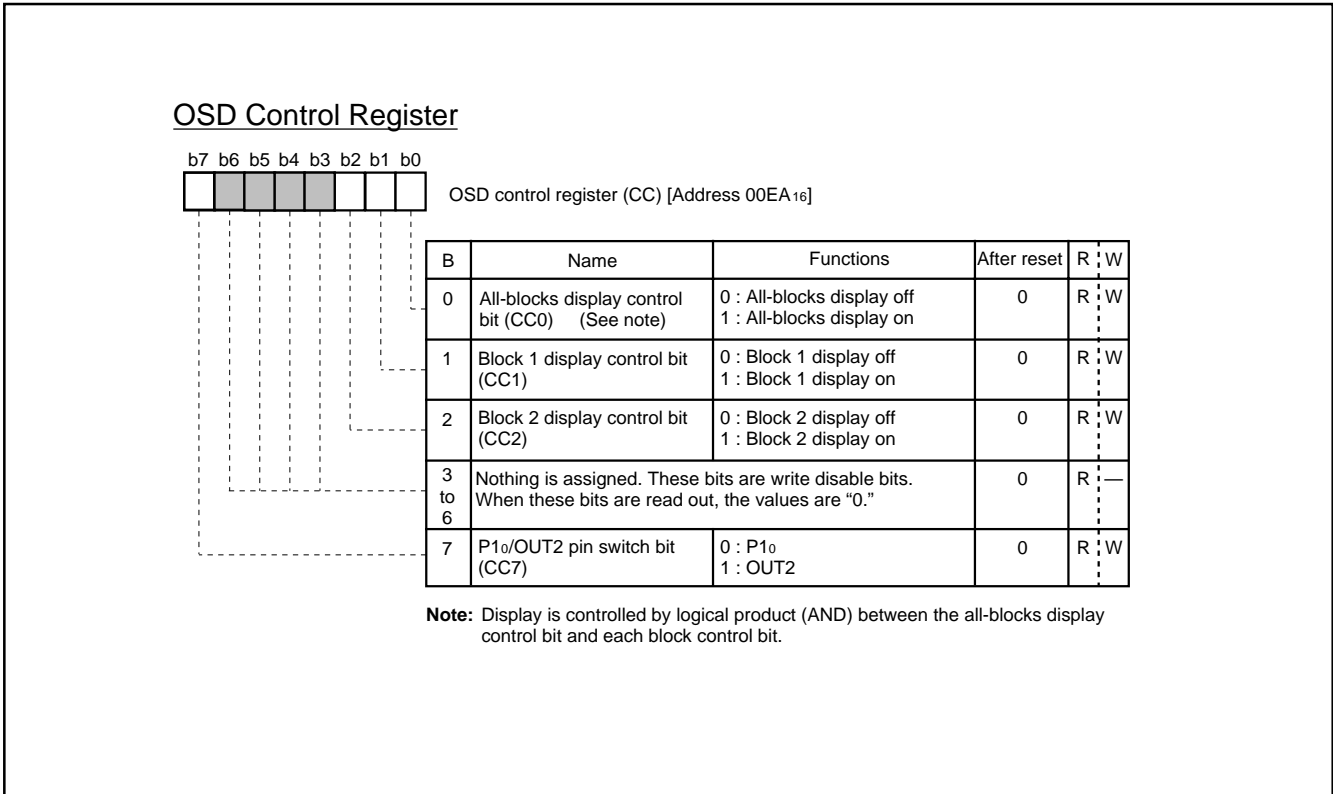 OSD Control Register
b7 b6 b5 b4 b3 b2 b1 b0
OSD control register (CC) [Address 00EA16]
B Name Functions After reset R W
0 All-blocks display control bit (CC0) (See note) 0 : All-blocks display off 1 : All-blocks display on 0 R W
1 Block 1 display control bit (CC1) 0 : Block 1 display off 1 : Block 1 display on 0 R W
2 Block 2 display control bit (CC2) 0 : Block 2 display off 1 : Block 2 display on 0 R W
3 to 6 Nothing is assigned. These bits are write disable bits. When these bits are read out, the values are “0.” 0 R —
7 P10/OUT2 pin switch bit (CC7) 0 : P10 1 : OUT2 0 R W
Note: Display is controlled by logical product (AND) between the all-blocks display
control bit and each block control bit.